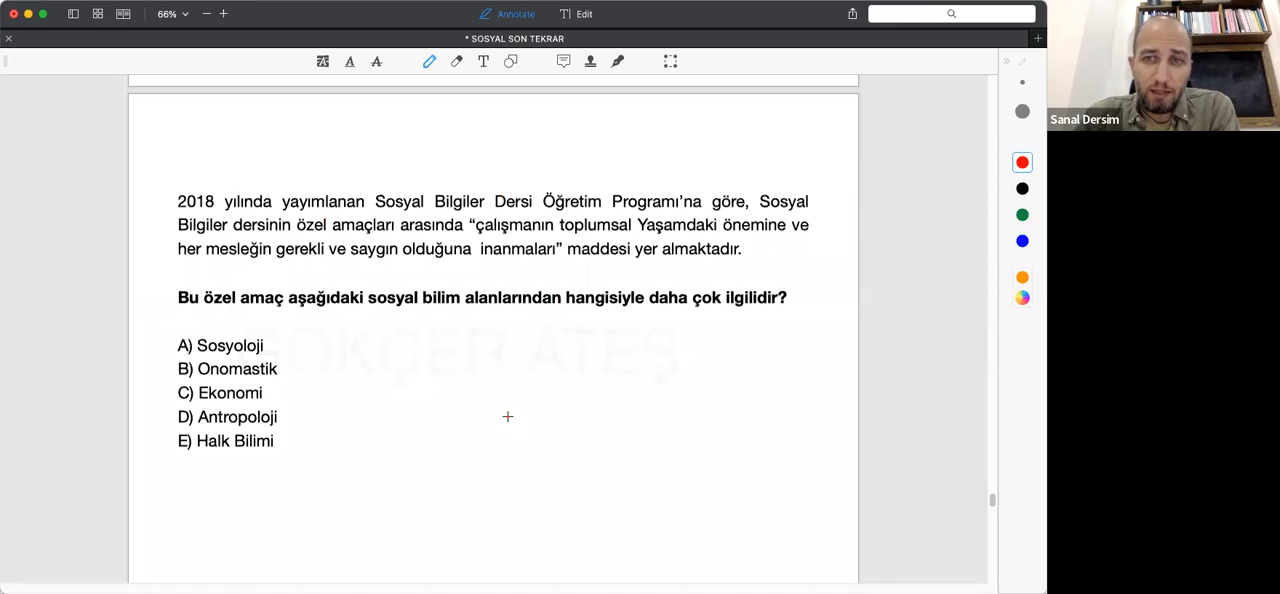 66%
Annotate
Edit
* SOSYAL SON TEKRAR
Sanal Dersim
2018 yılında yayımlanan Sosyal Bilgiler Dersi Öğretim Programı’na göre, Sosyal
Bilgiler dersinin özel amaçları arasında “çalışmanın toplumsal Yaşamdaki önemine ve
her mesleğin gerekli ve saygın olduğuna inanmaları” maddesi yer almaktadır.
Bu özel amaç aşağıdaki sosyal bilim alanlarından hangisiyle daha çok ilgilidir?
GÖKÇER ATEŞ
A) Sosyoloji
B) Onomastik
C) Ekonomi
D) Antropoloji
E) Halk Bilimi